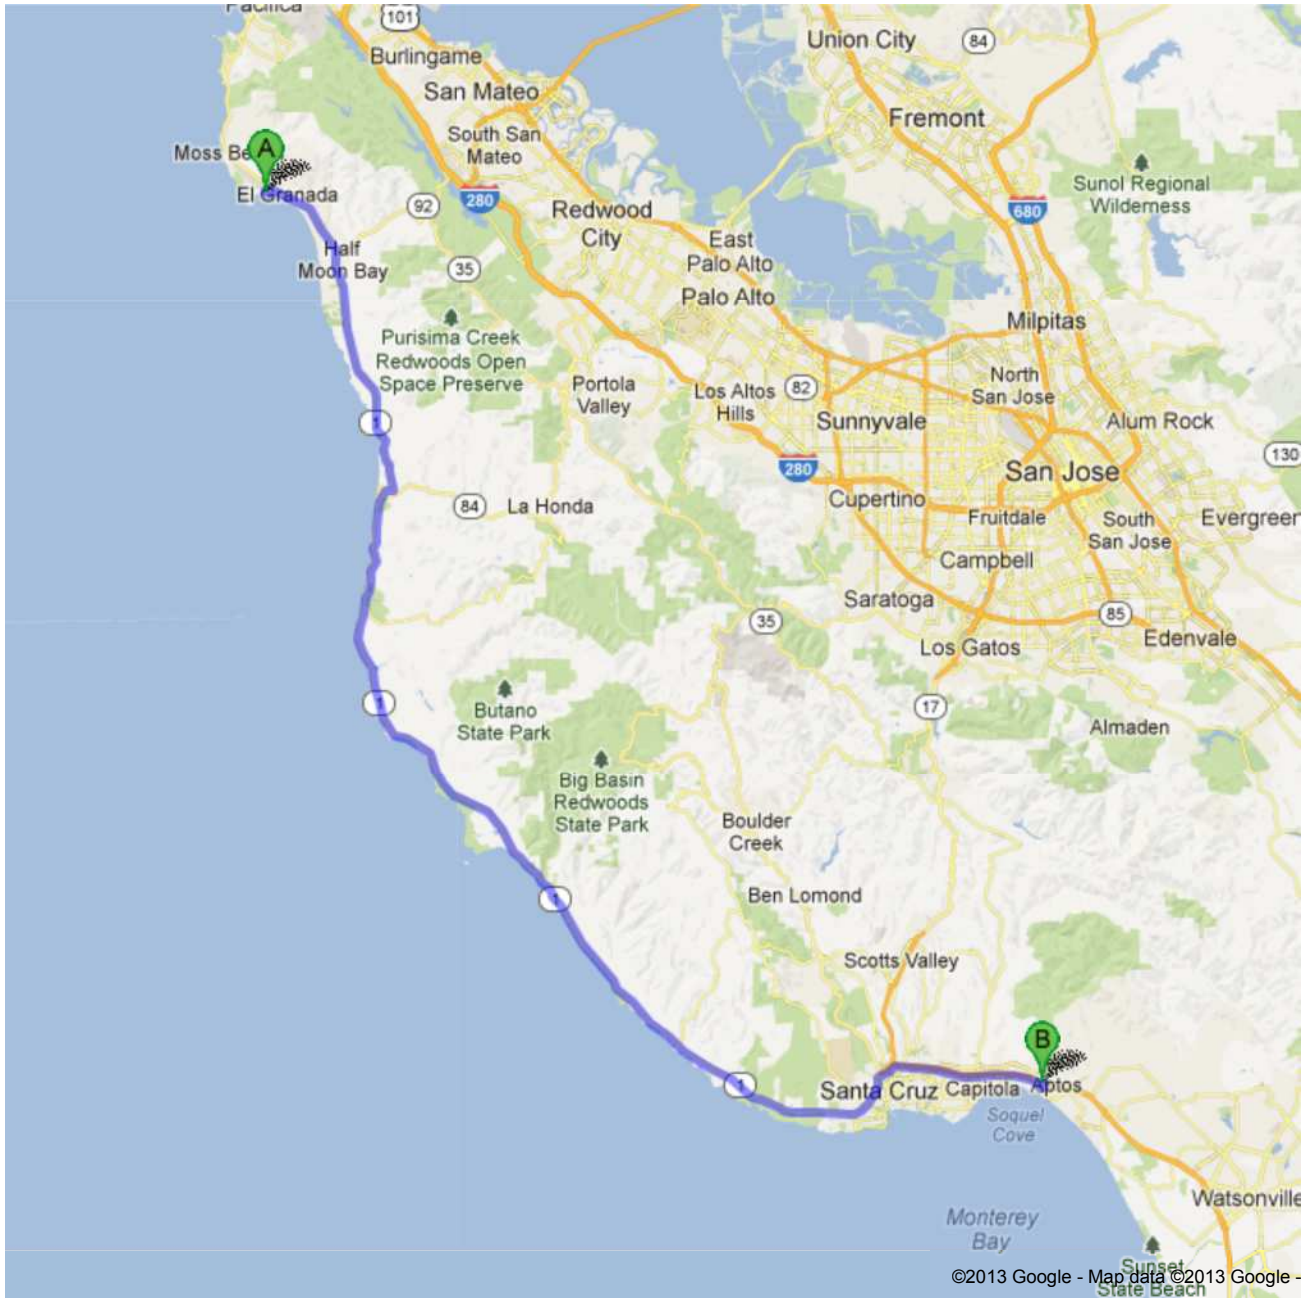 Pacifica
101
Burlingame
Union City
84
San Mateo
Fremont
South San
Mateo
A
Moss Be
Sunol Regional
Wilderness
El Granada
92
280
Redwood
City
680
East
Palo Alto
Half
Moon Bay
35
Palo Alto
Purisima Creek
Redwoods Open
Space Preserve
Milpitas
Portola
Valley
Los Altos
Hills
82
North
San Jose
Sunnyvale
Alum Rock
1
280
San Jose
130
84
La Honda
Cupertino
Fruitdale
South
San Jose
Evergreen
Campbell
Saratoga
35
85
Los Gatos
Edenvale
1
Butano
State Park
17
Almaden
Big Basin
Redwoods
State Park
Boulder
Creek
1
Ben Lomond
Scotts Valley
B
1
Santa Cruz
Capitola
Aptos
Soquel
Cove
Watsonville
Monterey
Bay
Sunset
State Beach
©2013 Google - Map data ©2013 Google -